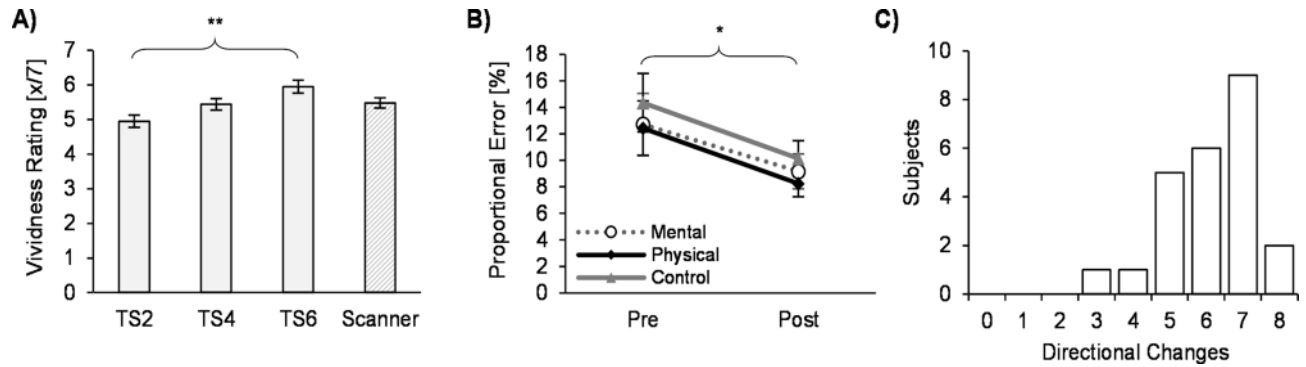 A)
**
Vividness Rating [x/7]
7
6
5
4
3
2
1
0
TS2 TS4 TS6 Scanner
B)
*
Proportional Error [%]
18
16
14
12
10
8
6
4
2
0
Mental
Physical
Control
Pre Post
C)
Subjects
10
8
6
4
2
0
0 1 2 3 4 5 6 7 8
Directional Changes